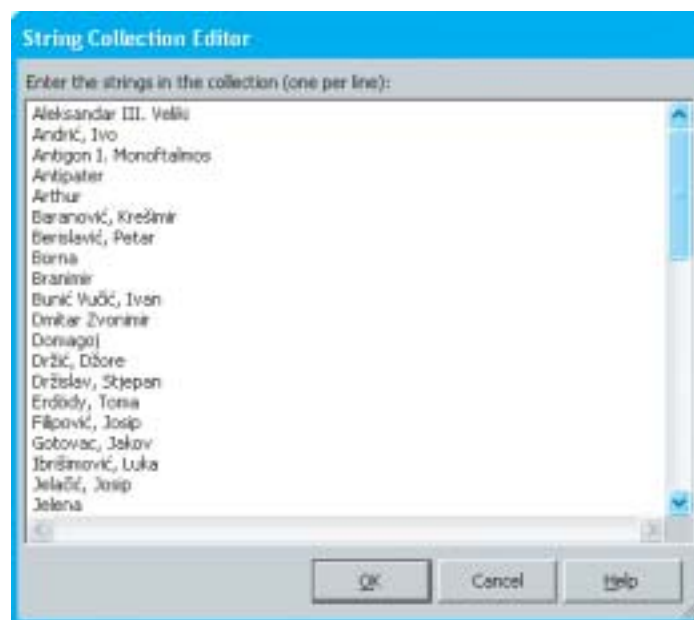 String Collection Editor
Enter the strings in the collection (one per line):
Aleksandar III. Veliki
Andrić, Ivo
Antigon I. Monoftalmos
Antipater
Arthur
Baranović, Krešimir
Berislavić, Petar
Borna
Branimir
Bunić Vučić, Ivan
Dmitar Zvonimir
Domagoj
Držić, Džore
Držislav, Stjepan
Erdödy, Toma
Filipović, Josip
Gotovac, Jakov
Ibrišimović, Luka
Jelačić, Josip
Jelena
OK Cancel Help